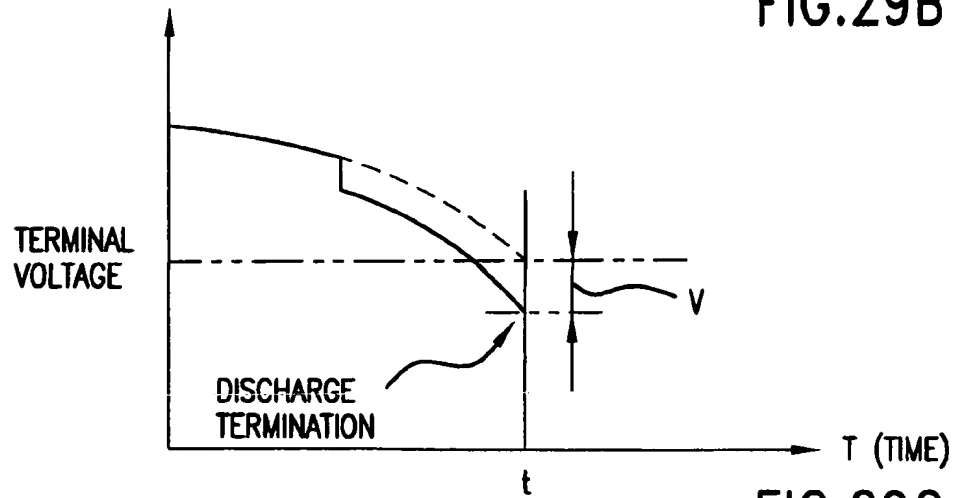 FIG.29B
TERMINAL
VOLTAGE
V
DISCHARGE
TERMINATION
T (TIME)
t